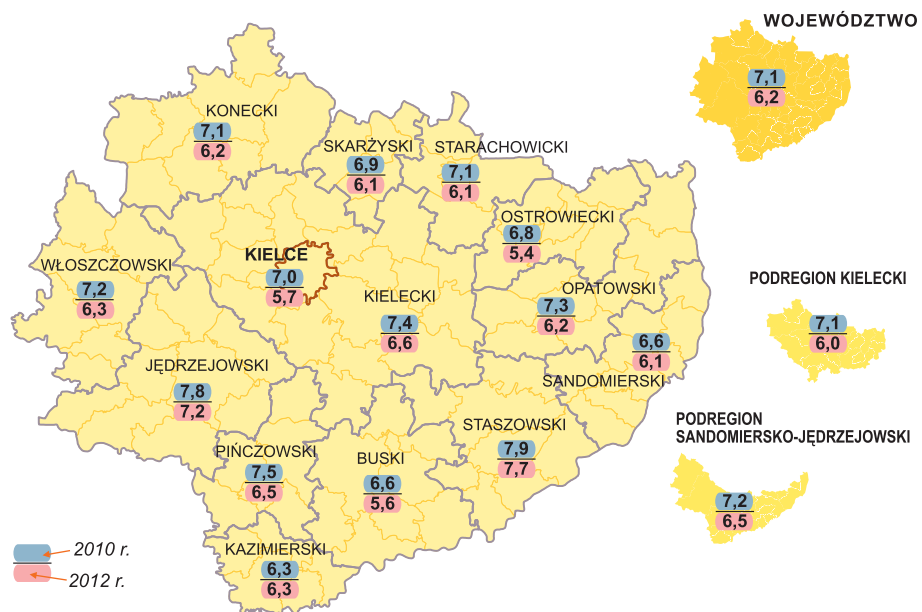 WOJEWÓDZTWO
7,1
6,2
KONECKI
7,1
6,2
SKARŻYSKI
6,9
6,1
STARACHOWICKI
7,1
6,1
OSTROWIECKI
6,8
5,4
KIELCE
7,0
5,7
WŁOSZCZOWSKI
7,2
6,3
KIELECKI
7,4
6,6
OPATOWSKI
7,3
6,2
PODREGION KIELECKI
7,1
6,0
6,6
6,1
SANDOMIERSKI
JĘDRZEJOWSKI
7,8
7,2
STASZOWSKI
7,9
7,7
PODREGION
SANDOMIERSKO-JĘDRZEJOWSKI
7,2
6,5
PIŃCZOWSKI
7,5
6,5
BUSKI
6,6
5,6
KAZIMIERSKI
6,3
6,3
2010 r.
2012 r.